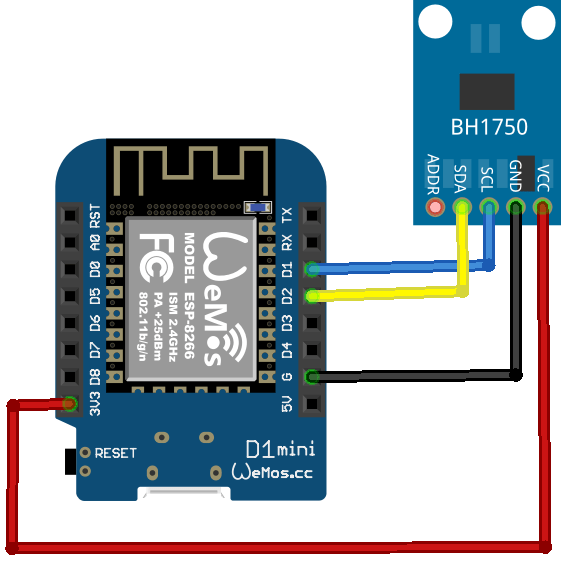 BH1750
ADDR
SDA
SCL
GND
VCC
RST
A0
D0
D5
D6
D7
D8
3V3
TX
RX
D1
D2
D3
D4
G
5V
WeMos
MODEL ESP-8266
ISM 2.4GHz
PA +25dBm
802.11b/g/n
FC
RESET
D1mini
WeMos.cc